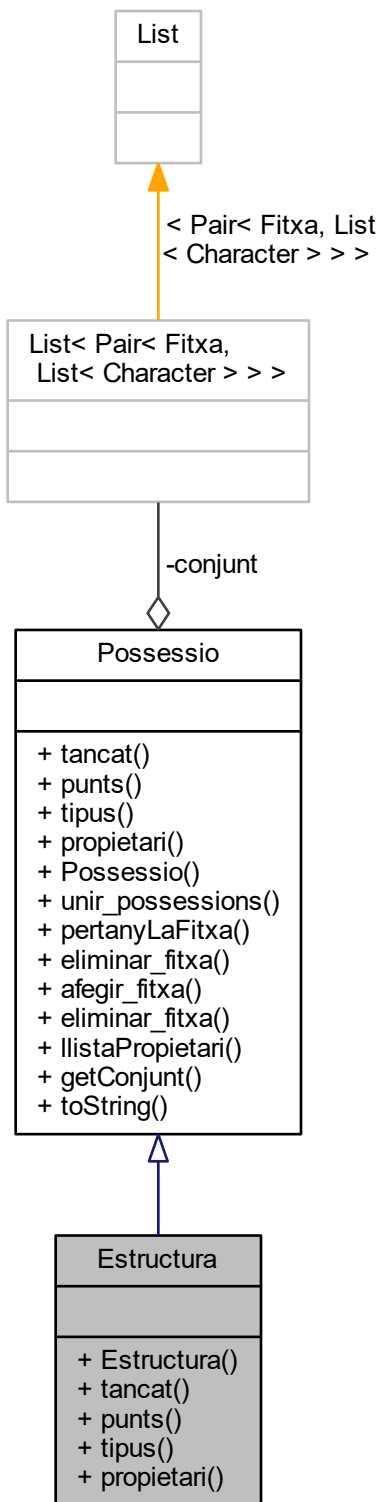 List
< Pair< Fitxa, List
< Character > > >
List< Pair< Fitxa,
List< Character > > >
-conjunt
Possessio
+ tancat()
+ punts()
+ tipus()
+ propietari()
+ Possessio()
+ unir_possessions()
+ pertanyLaFitxa()
+ eliminar_fitxa()
+ afegir_fitxa()
+ eliminar_fitxa()
+ llistaPropietari()
+ getConjunt()
+ toString()
Estructura
+ Estructura()
+ tancat()
+ punts()
+ tipus()
+ propietari()